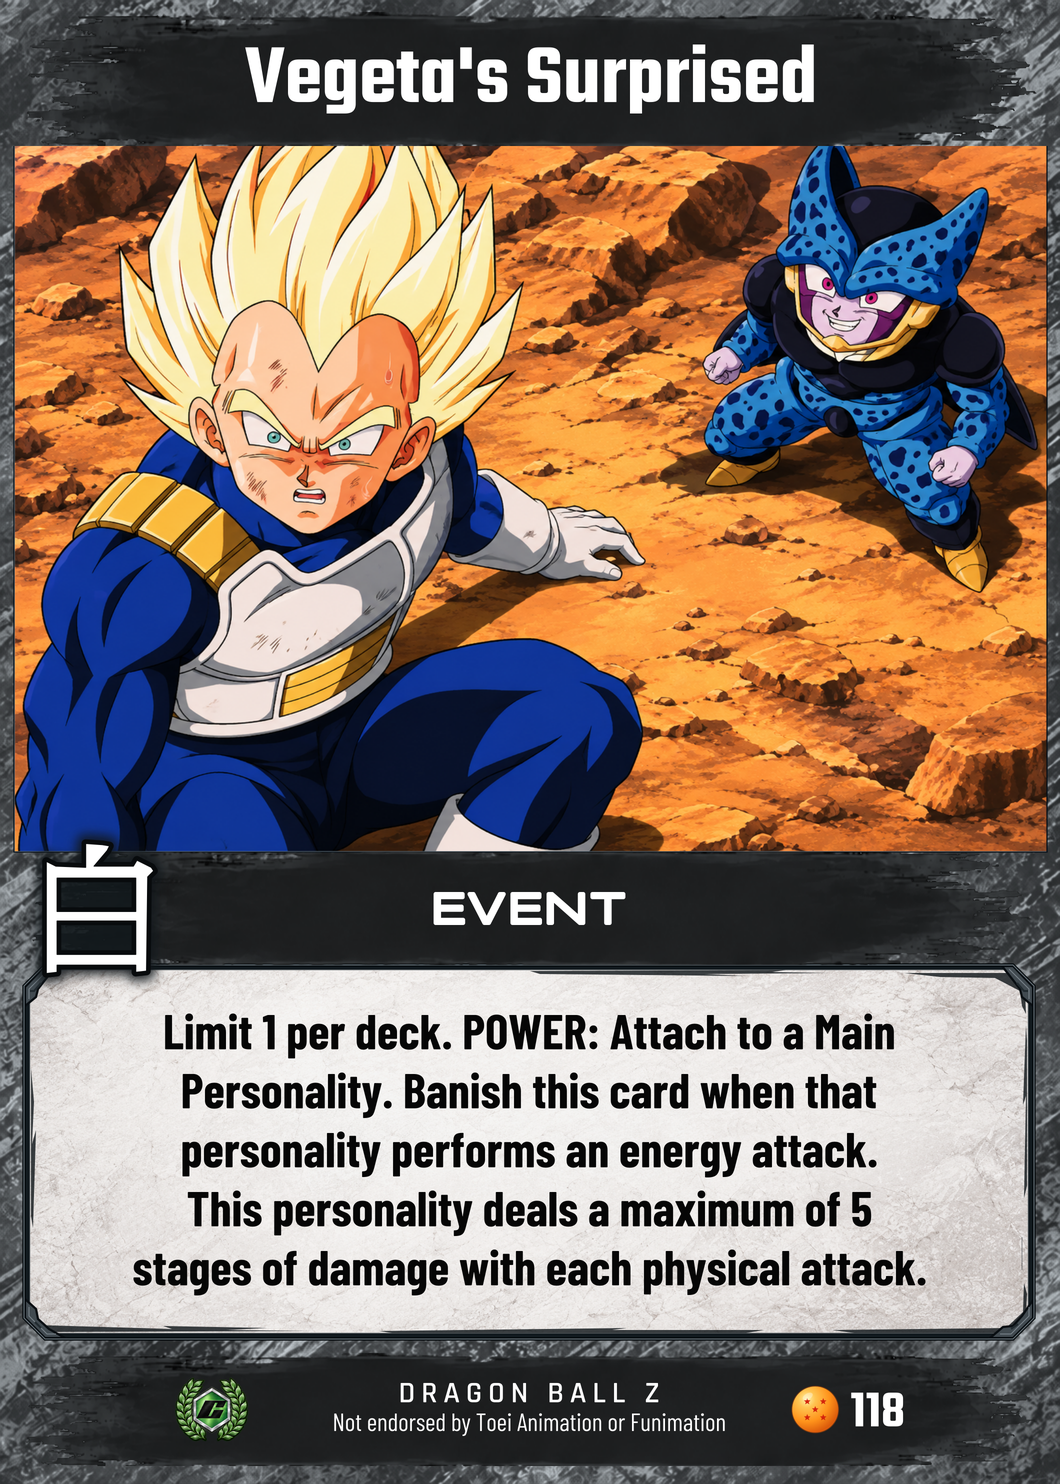 Vegeta's Surprised
白
EVENT
Limit 1 per deck. POWER: Attach to a Main
Personality. Banish this card when that
personality performs an energy attack.
This personality deals a maximum of 5
stages of damage with each physical attack.
DRAGON BALL Z
Not endorsed by Toei Animation or Funimation
118